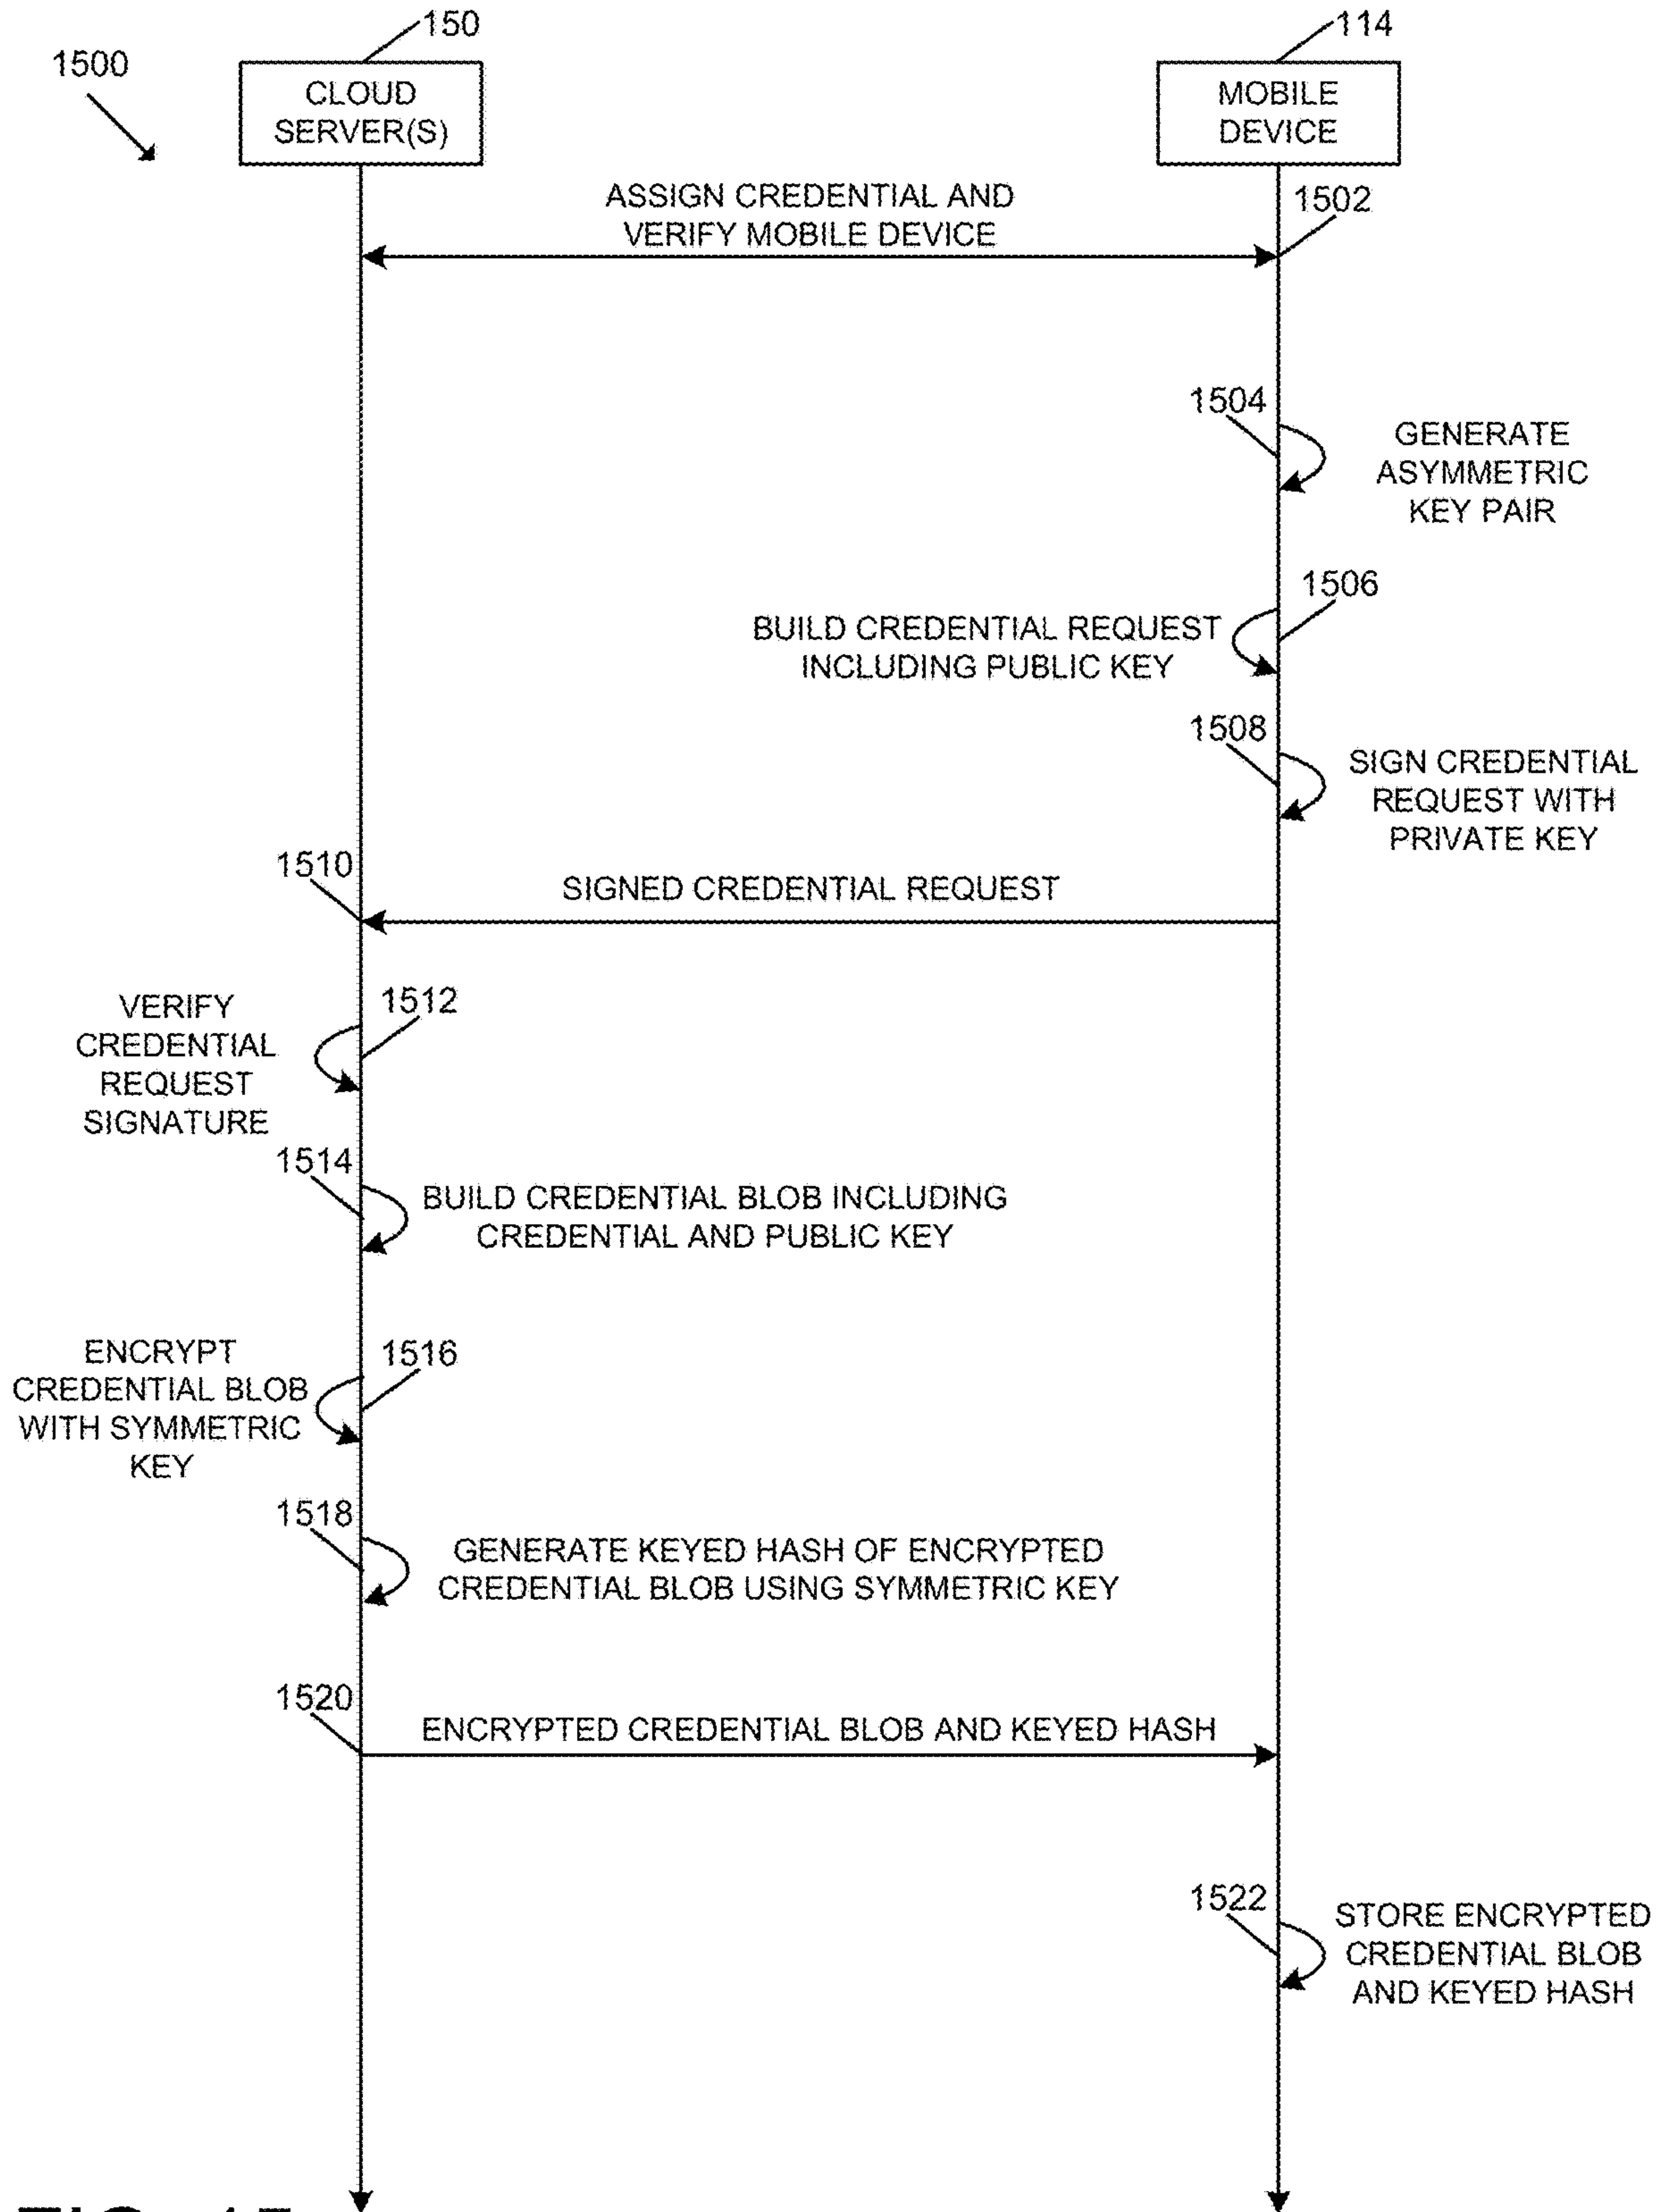 150
114
1500
CLOUD
SERVER(S)
MOBILE
DEVICE
ASSIGN CREDENTIAL AND
VERIFY MOBILE DEVICE
1502
1504
GENERATE
ASYMMETRIC
KEY PAIR
1506
BUILD CREDENTIAL REQUEST
INCLUDING PUBLIC KEY
1508
SIGN CREDENTIAL
REQUEST WITH
PRIVATE KEY
1510
SIGNED CREDENTIAL REQUEST
VERIFY
CREDENTIAL
REQUEST
SIGNATURE
1512
1514
BUILD CREDENTIAL BLOB INCLUDING
CREDENTIAL AND PUBLIC KEY
ENCRYPT
CREDENTIAL BLOB
WITH SYMMETRIC
KEY
1516
1518
GENERATE KEYED HASH OF ENCRYPTED
CREDENTIAL BLOB USING SYMMETRIC KEY
1520
ENCRYPTED CREDENTIAL BLOB AND KEYED HASH
1522
STORE ENCRYPTED
CREDENTIAL BLOB
AND KEYED HASH